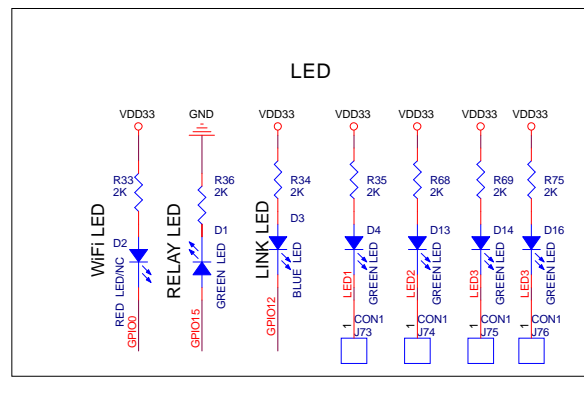 LED
VDD33
GND
VDD33
VDD33
VDD33
VDD33
VDD33
R33
2K
R36
2K
R34
2K
R35
2K
R68
2K
R69
2K
R75
2K
WiFi LED
D2
RED LED/NC
GPIO0
RELAY LED
D1
GREEN LED
GPIO15
LINK LED
D3
BLUE LED
GPIO12
D4
GREEN LED
LED1
1
CON1
J73
D13
GREEN LED
LED2
1
CON1
J74
D14
GREEN LED
LED3
1
CON1
J75
D16
GREEN LED
LED3
1
CON1
J76